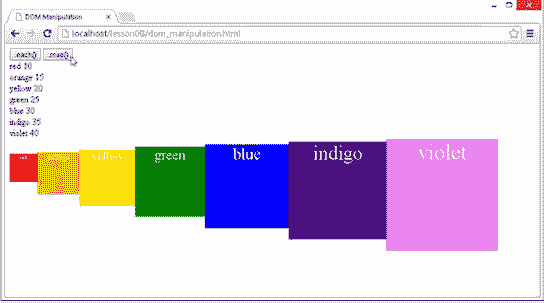 DOM Manipulation
localhost/lesson08/dom_manipulation.html
.each() .map()
red 10
orange 15
yellow 20
green 25
blue 30
indigo 35
violet 40
yellow green blue indigo violet